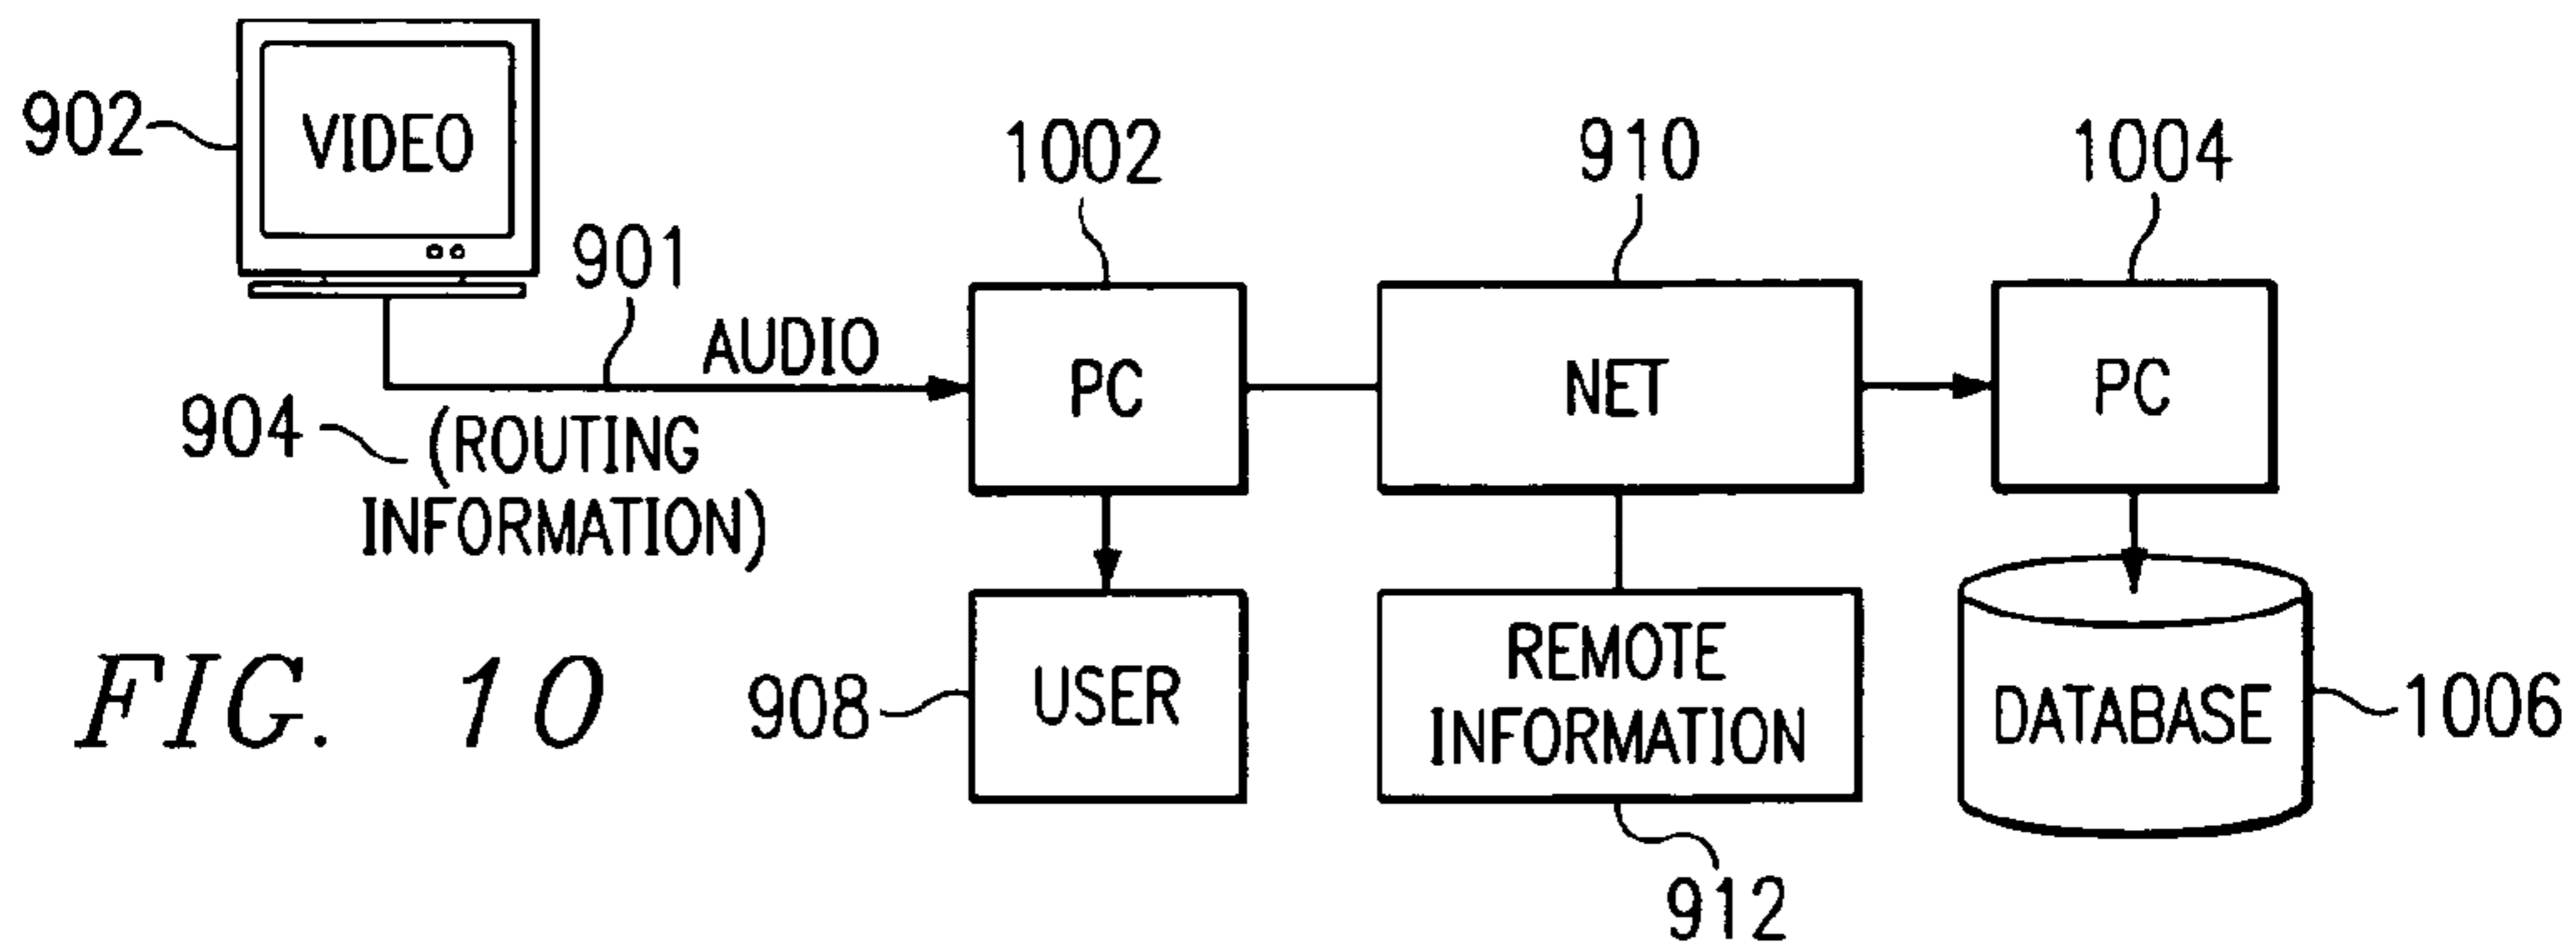 902
VIDEO
1002
910
1004
901
AUDIO
PC
NET
PC
904
(ROUTING
INFORMATION)
908
USER
REMOTE
INFORMATION
DATABASE
1006
912
FIG. 10